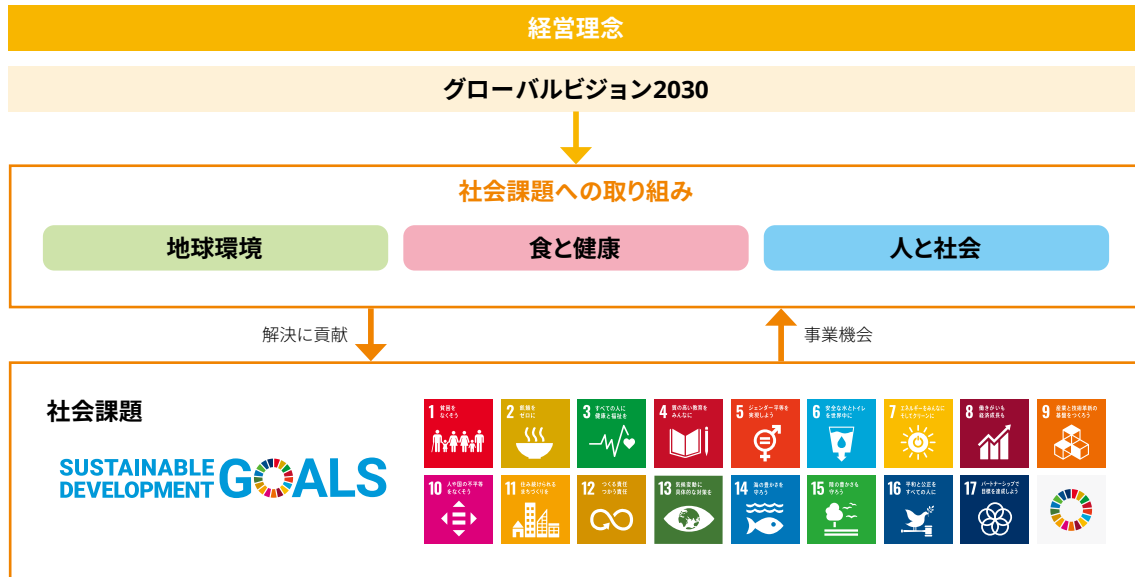 経営理念
グローバルビジョン2030
社会課題への取り組み
地球環境
食と健康
人と社会
解決に貢献
事業機会
社会課題
SUSTAINABLE
DEVELOPMENT
GOALS
1 貧困を
なくそう
2 飢餓を
ゼロに
3 すべての人に
健康と福祉を
4 質の高い教育を
みんなに
5 ジェンダー平等を
実現しよう
6 安全な水とトイレ
を世界中に
7 エネルギーをみんなに
そしてクリーンに
8 働きがいも
経済成長も
9 産業と技術革新の
基盤をつくろう
10 人や国の不平等
をなくそう
11 住み続けられる
まちづくりを
12 つくる責任
つかう責任
13 気候変動に
具体的な対策を
14 海の豊かさを
守ろう
15 陸の豊かさも
守ろう
16 平和と公正を
すべての人に
17 パートナーシップで
目標を達成しよう